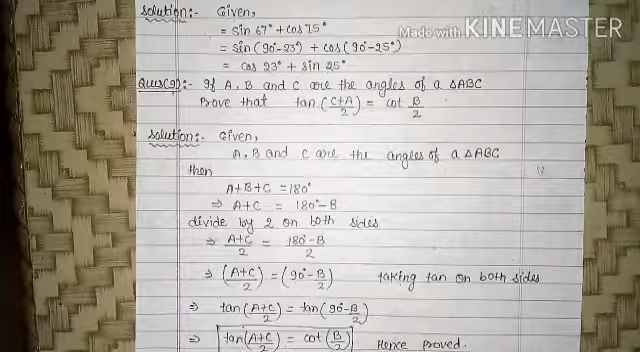 Solution:- Given,
Made with KINEMASTER
= sin 67° + cos 75°
= sin(90°-23°) + cos(90°-25°)
= cos 23° + sin 25°
Ques(9):- If A, B and C are the angles of a ΔABC
Prove that tan(C+A/2) = cot B/2
Solution:- Given,
A, B and C are the angles of a ΔABC
then
A+B+C = 180°
⇒ A+C = 180°-B
divide by 2 on both sides
⇒ A+C/2 = 180°-B/2
⇒ (A+C/2) = (90°-B/2) taking tan on both sides
⇒ tan(A+C/2) = tan(90°-B/2)
⇒ tan(A+C/2) = cot(B/2) Hence proved.